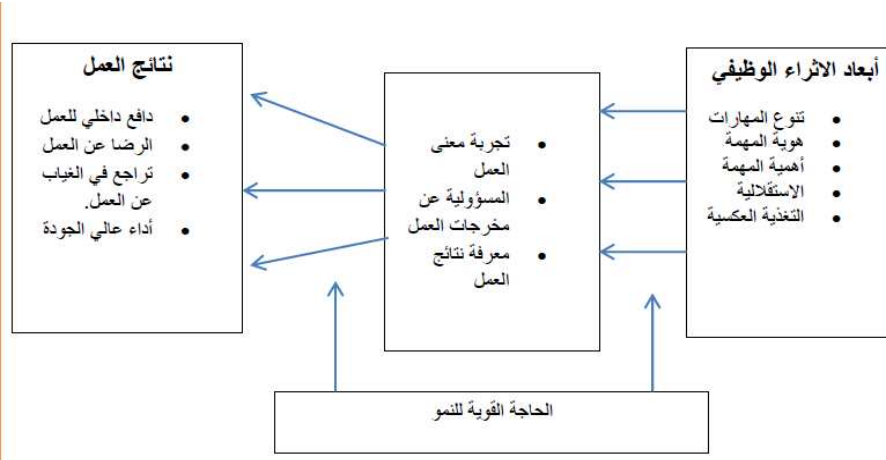 أبعاد الاثراء الوظيفي
تنوع المهارات
هوية المهمة
أهمية المهمة
الاستقلالية
التغذية العكسية
تجربة معنى
العمل
المسؤولية عن
مخرجات العمل
معرفة نتائج
العمل
نتائج العمل
دافع داخلي للعمل
الرضا عن العمل
تراجع في الغياب
عن العمل.
أداء عالي الجودة
الحاجة القوية للنمو